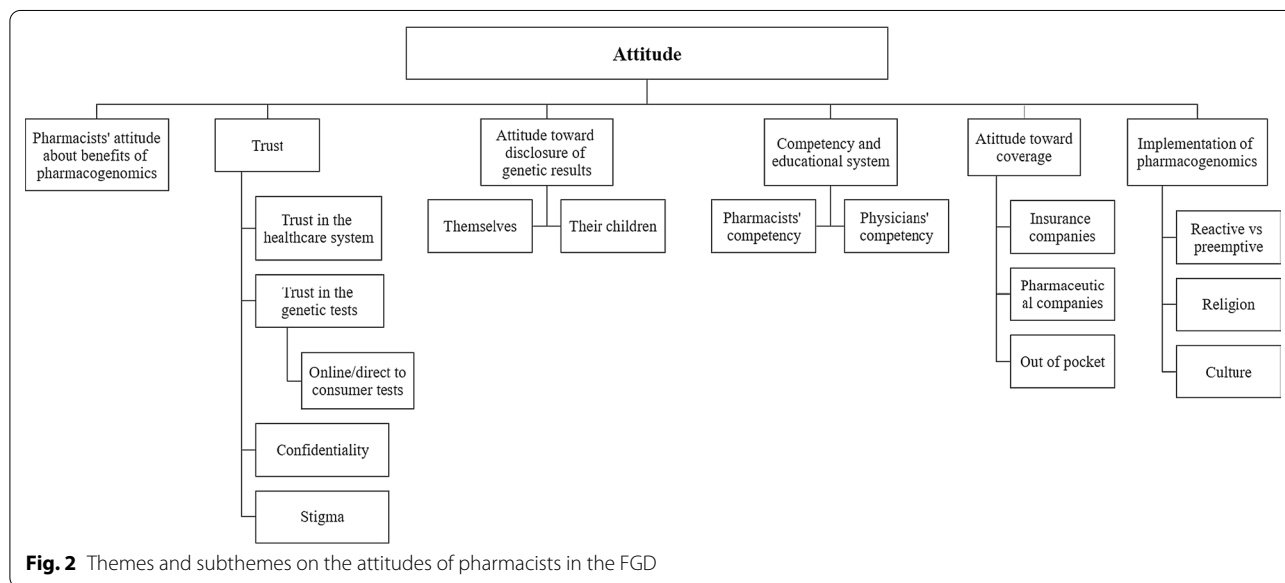 Attitude
Pharmacists' attitude
about benefits of
pharmacogenomics
Trust
Trust in the
healthcare system
Trust in the
genetic tests
Online/direct to
consumer tests
Confidentiality
Stigma
Attitude toward
disclosure of
genetic results
Themselves
Their children
Competency and
educational system
Pharmacists'
competency
Physicians'
competency
Atittude toward
coverage
Insurance
companies
Pharmaceutic
al companies
Out of pocket
Implementation of
pharmacogenomics
Reactive vs
preemptive
Religion
Culture
Fig. 2 Themes and subthemes on the attitudes of pharmacists in the FGD